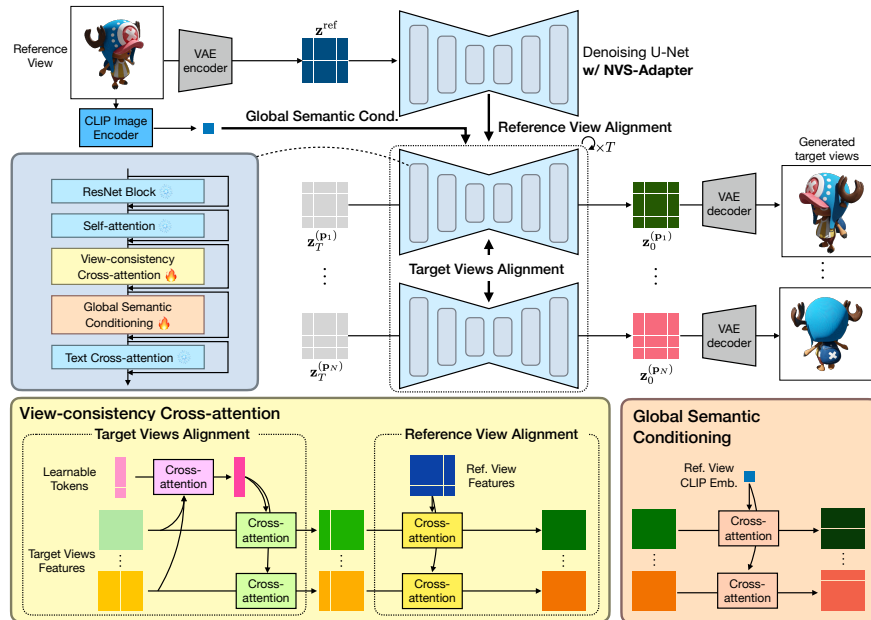 Reference
View
VAE
encoder
z^ref
Denoising U-Net
w/ NVS-Adapter
CLIP Image
Encoder
Global Semantic Cond.
Reference View Alignment
×T
Generated
target views
ResNet Block
Self-attention
View-consistency
Cross-attention
Global Semantic
Conditioning
Text Cross-attention
z_T^(p_1)
z_0^(p_1)
VAE
decoder
Target Views Alignment
z_T^(p_N)
z_0^(p_N)
VAE
decoder
View-consistency Cross-attention
Target Views Alignment
Reference View Alignment
Learnable
Tokens
Cross-
attention
Ref. View
Features
Target Views
Features
Cross-
attention
Cross-
attention
Cross-
attention
Cross-
attention
Global Semantic
Conditioning
Ref. View
CLIP Emb.
Cross-
attention
Cross-
attention